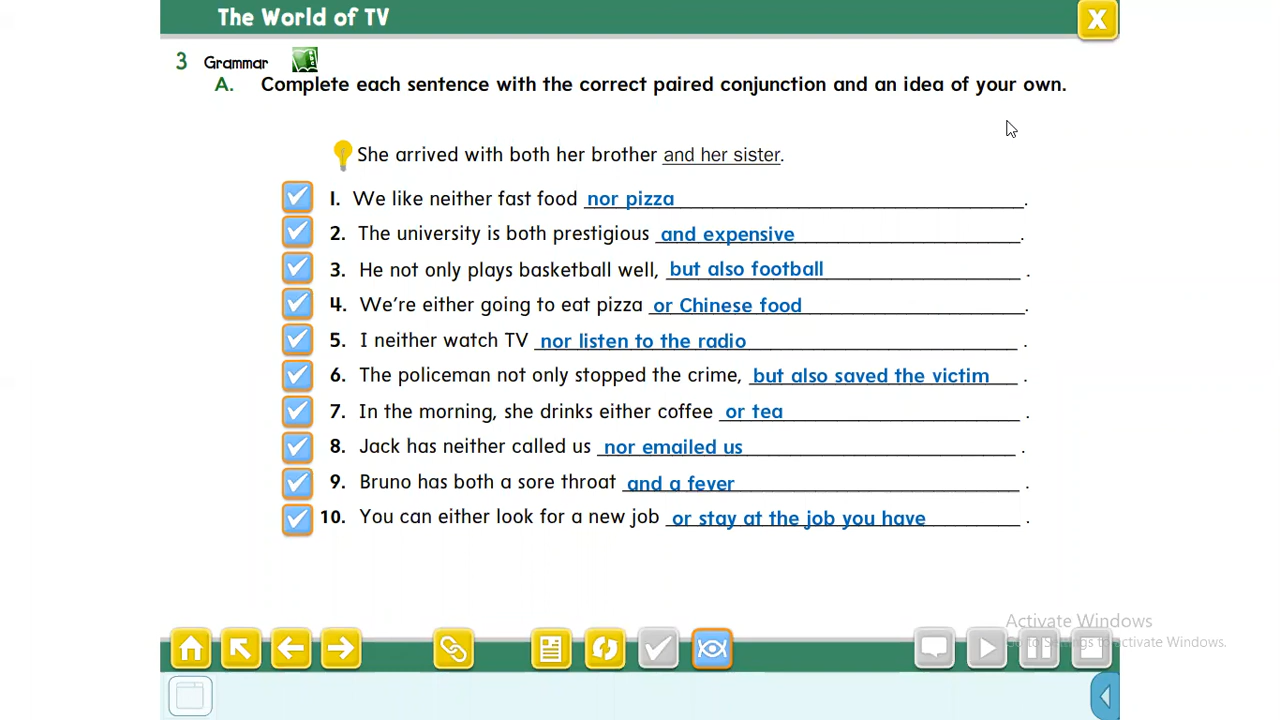 The World of TV
X
3 Grammar
A. Complete each sentence with the correct paired conjunction and an idea of your own.
She arrived with both her brother and her sister.
1. We like neither fast food nor pizza.
2. The university is both prestigious and expensive.
3. He not only plays basketball well, but also football.
4. We're either going to eat pizza or Chinese food.
5. I neither watch TV nor listen to the radio.
6. The policeman not only stopped the crime, but also saved the victim.
7. In the morning, she drinks either coffee or tea.
8. Jack has neither called us nor emailed us.
9. Bruno has both a sore throat and a fever.
10. You can either look for a new job or stay at the job you have.
Activate Windows
Go to Settings to activate Windows.